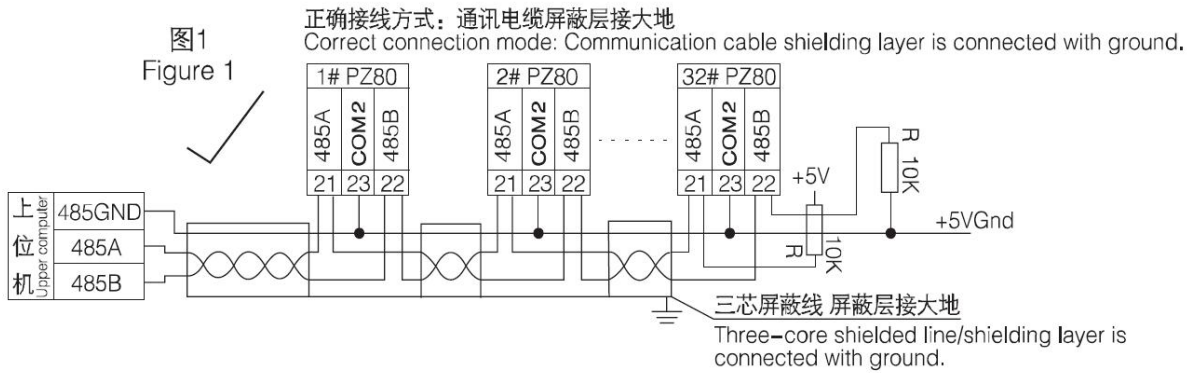 图1
Figure 1
正确接线方式：通讯电缆屏蔽层接大地
Correct connection mode: Communication cable shielding layer is connected with ground.
1# PZ80
485A
COM2
485B
21 23 22
2# PZ80
485A
COM2
485B
21 23 22
32# PZ80
485A
COM2
485B
21 23 22
R 10K
+5V
R 10K
+5VGnd
上位机
Upper computer
485GND
485A
485B
三芯屏蔽线 屏蔽层接大地
Three-core shielded line/shielding layer is
connected with ground.